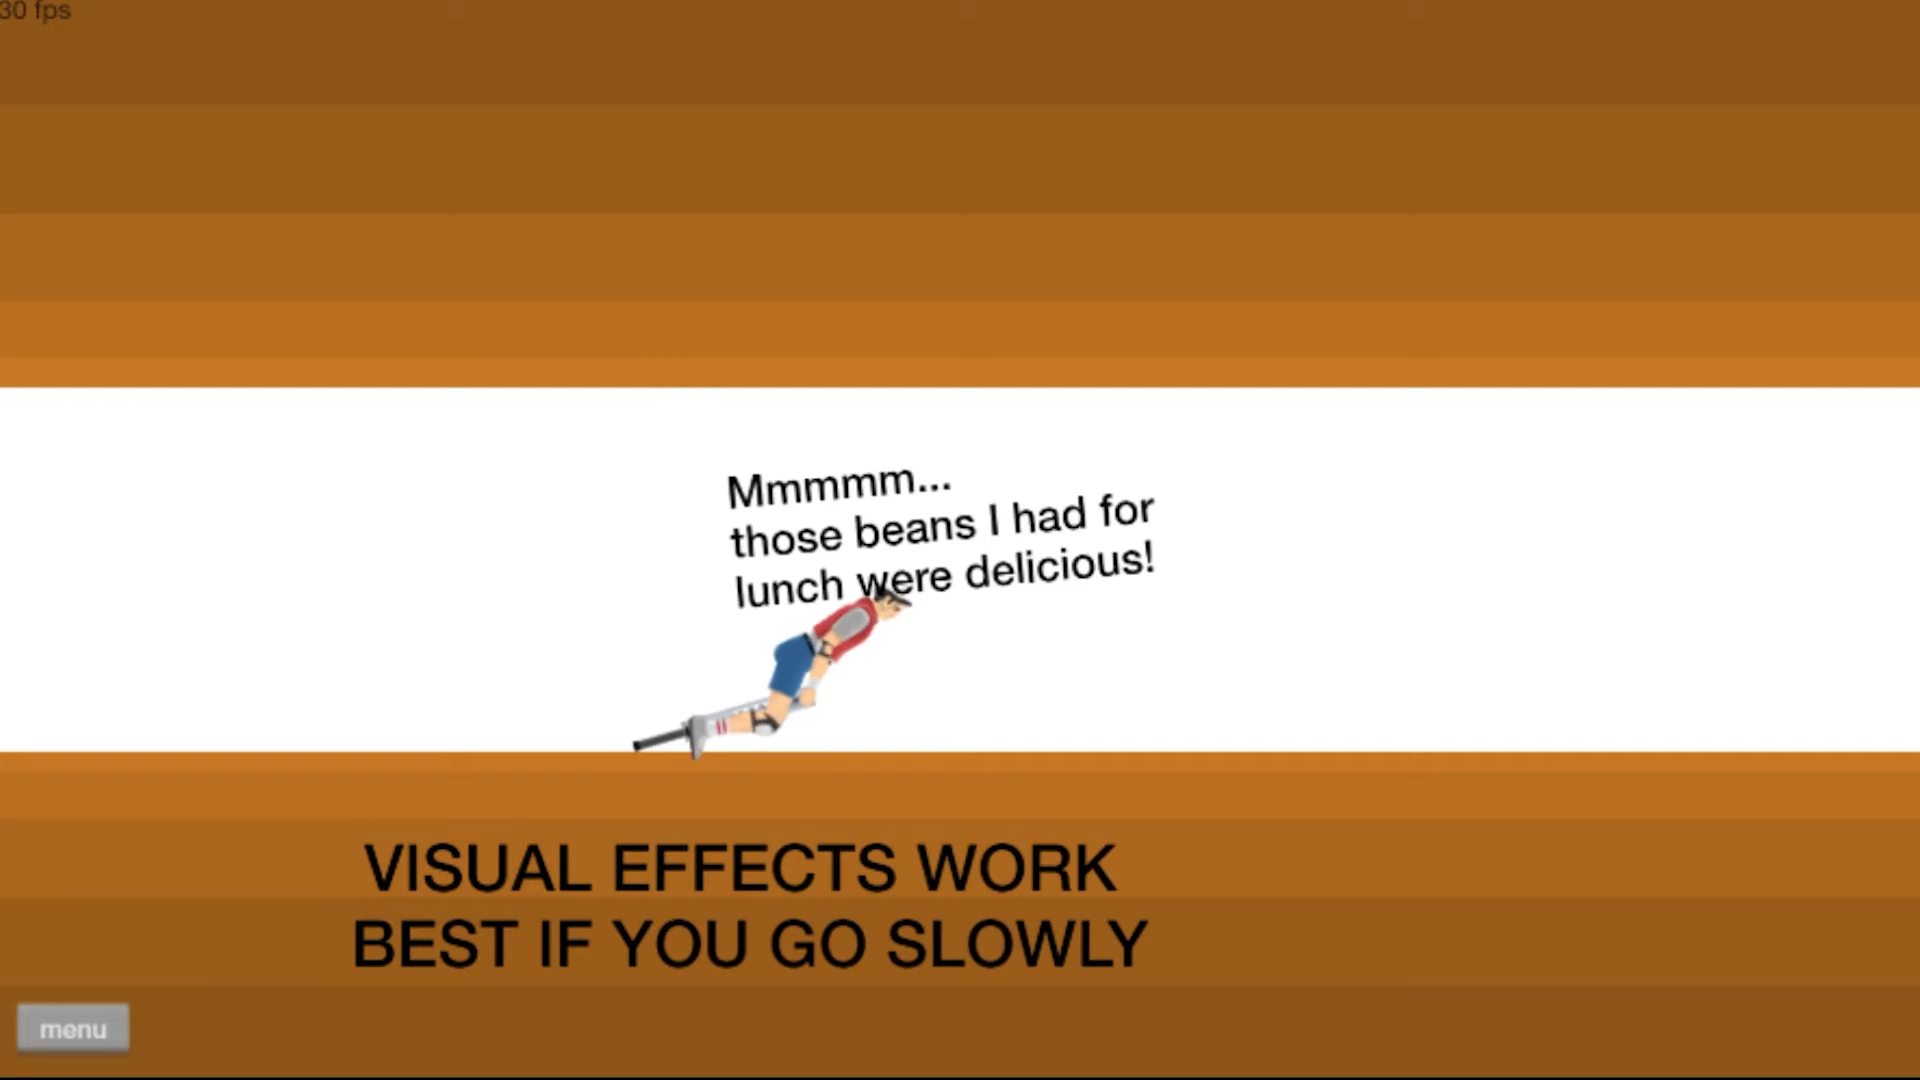 30 fps
Mmmmm...
those beans I had for
lunch were delicious!
VISUAL EFFECTS WORK
BEST IF YOU GO SLOWLY
menu